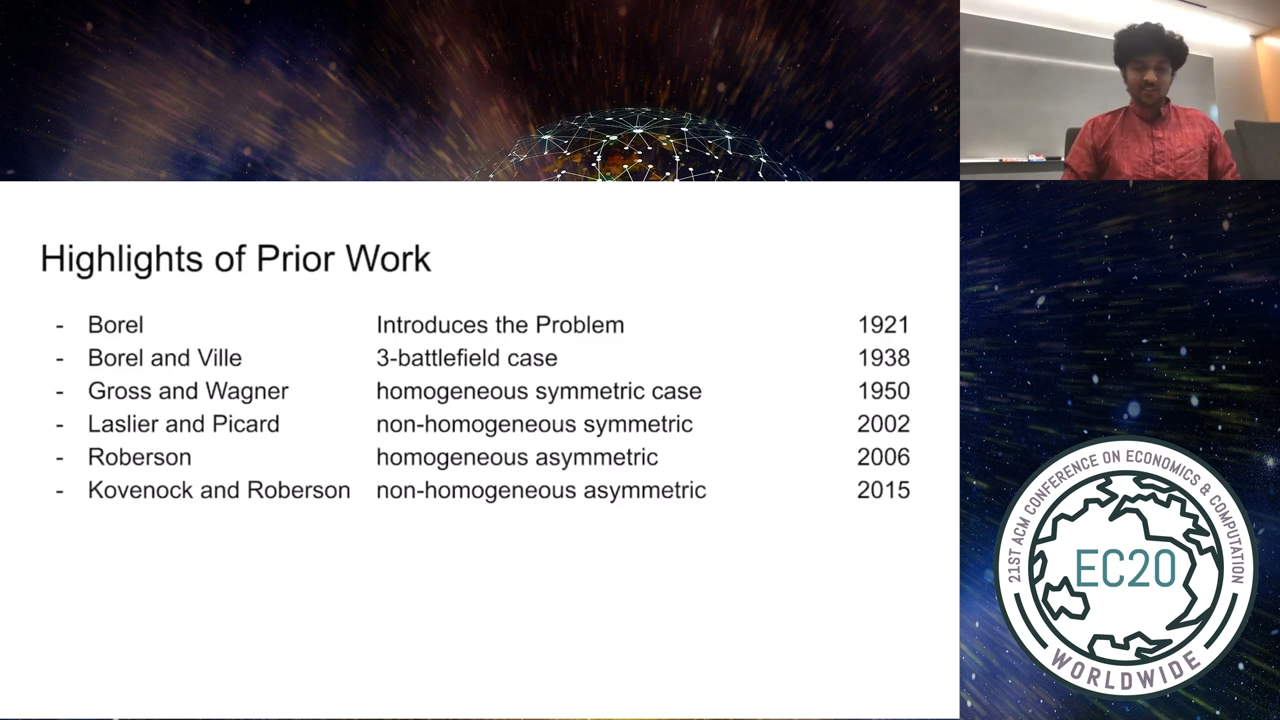 Highlights of Prior Work
- Borel Introduces the Problem 1921
- Borel and Ville 3-battlefield case 1938
- Gross and Wagner homogeneous symmetric case 1950
- Laslier and Picard non-homogeneous symmetric 2002
- Roberson homogeneous asymmetric 2006
- Kovenock and Roberson non-homogeneous asymmetric 2015
21ST ACM CONFERENCE ON ECONOMICS & COMPUTATION
EC20
WORLDWIDE